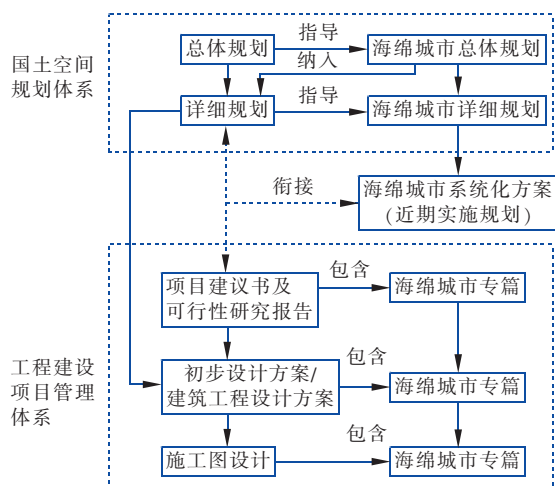 国土空间
规划体系
总体规划
指导
海绵城市总体规划
纳入
详细规划
指导
海绵城市详细规划
衔接
海绵城市系统化方案
(近期实施规划)
工程建设
项目管理
体系
项目建议书及
可行性研究报告
包含
海绵城市专篇
初步设计方案/
建筑工程设计方案
包含
海绵城市专篇
施工图设计
包含
海绵城市专篇